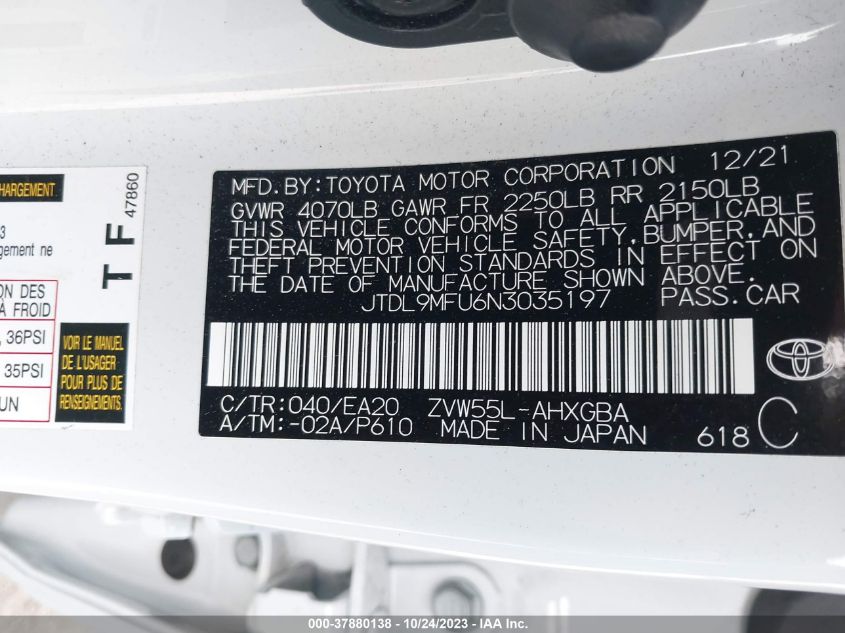 CHARGEMENT
3
gement ne
ON DES
À FROID
, 36PSI
35PSI
UN
TF 47860
VOIR LE MANUEL
DE L'USAGER
POUR PLUS DE
RENSEIGNEMENTS.
MFD.BY:TOYOTA MOTOR CORPORATION 12/21
GVWR 4070LB GAWR FR 2250LB RR 2150LB
THIS VEHICLE CONFORMS TO ALL APPLICABLE
FEDERAL MOTOR VEHICLE SAFETY,BUMPER,AND
THEFT PREVENTION STANDARDS IN EFFECT ON
THE DATE OF MANUFACTURE SHOWN ABOVE.
JTDL9MFU6N3035197 PASS.CAR
C/TR:040/EA20 ZVW55L-AHXGBA
A/TM:-02A/P610 MADE IN JAPAN 618 C
000-37880138 - 10/24/2023 - IAAI.com